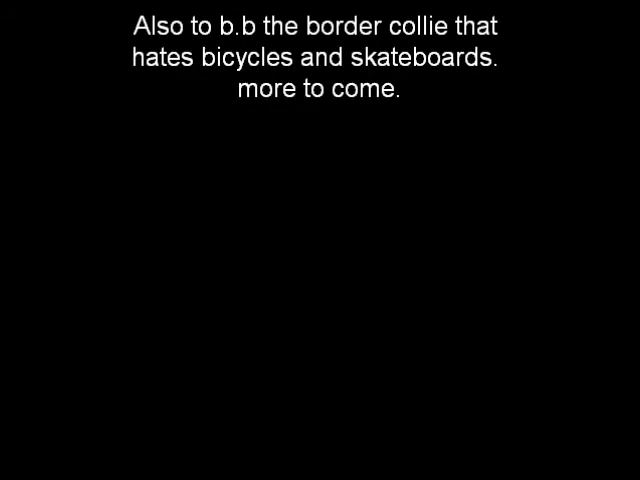 Also to b.b the border collie that
hates bicycles and skateboards.
more to come.